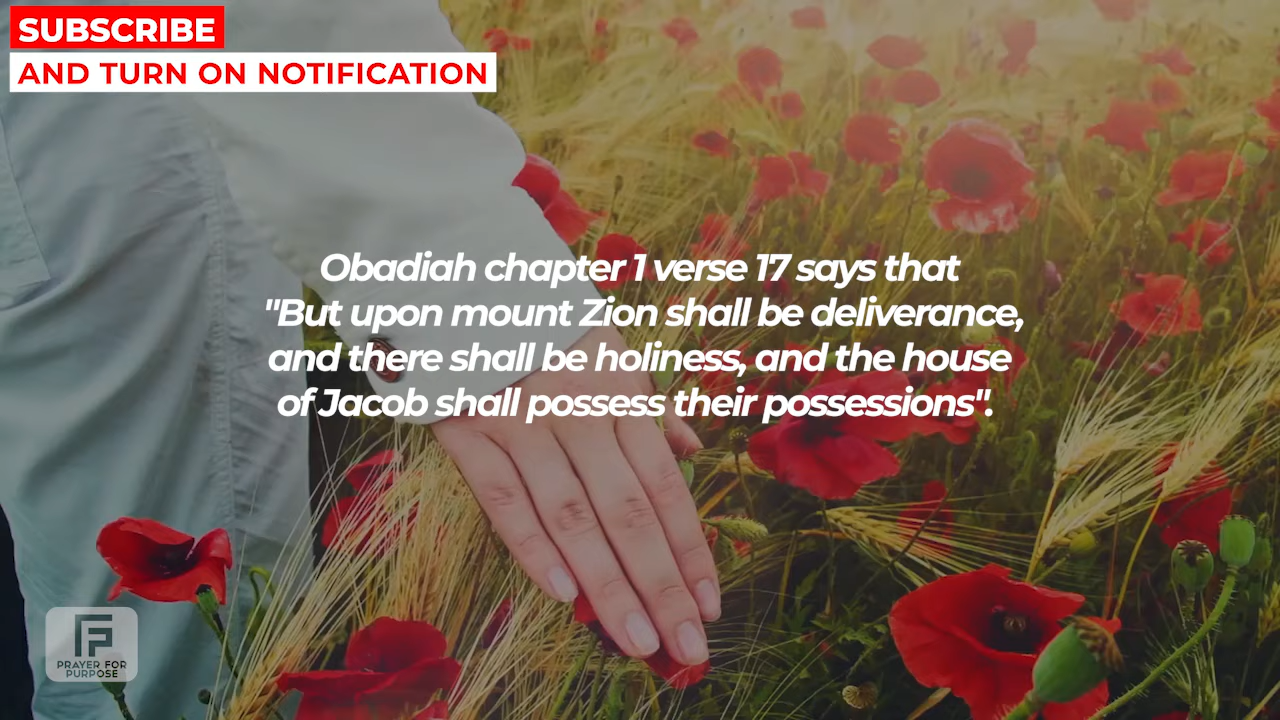 SUBSCRIBE
AND TURN ON NOTIFICATION
Obadiah chapter 1 verse 17 says that
"But upon mount Zion shall be deliverance,
and there shall be holiness, and the house
of Jacob shall possess their possessions".
PRAYER FOR
PURPOSE